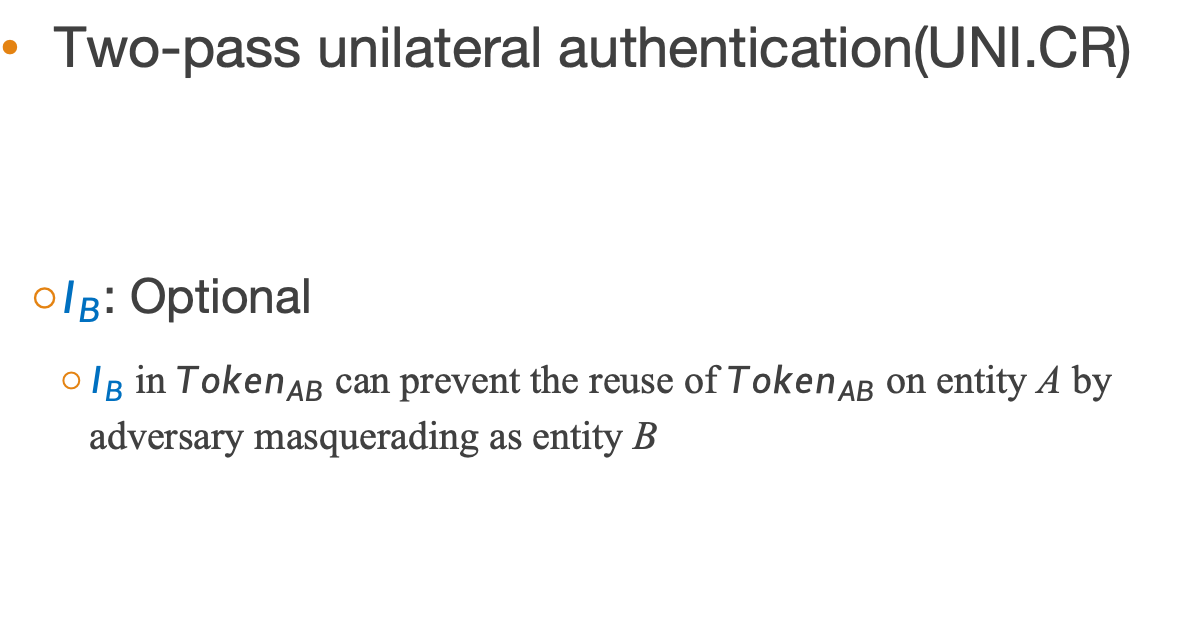 • Two-pass unilateral authentication(UNI.CR)
○ I_B: Optional
○ I_B in Token_AB can prevent the reuse of Token_AB on entity A by
adversary masquerading as entity B